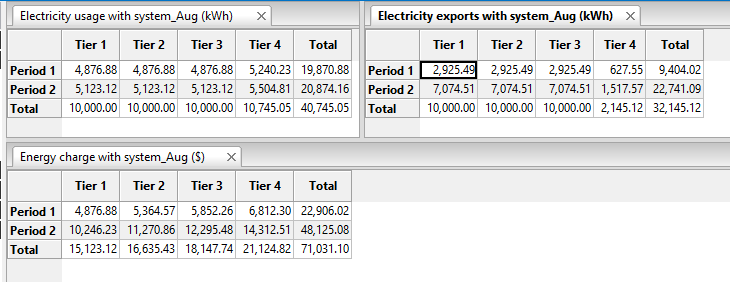 Electricity usage with system_Aug (kWh)
Tier 1 Tier 2 Tier 3 Tier 4 Total
Period 1 4,876.88 4,876.88 4,876.88 5,240.23 19,870.88
Period 2 5,123.12 5,123.12 5,123.12 5,504.81 20,874.16
Total 10,000.00 10,000.00 10,000.00 10,745.05 40,745.05
Electricity exports with system_Aug (kWh)
Tier 1 Tier 2 Tier 3 Tier 4 Total
Period 1 2,925.49 2,925.49 2,925.49 627.55 9,404.02
Period 2 7,074.51 7,074.51 7,074.51 1,517.57 22,741.09
Total 10,000.00 10,000.00 10,000.00 2,145.12 32,145.12
Energy charge with system_Aug ($)
Tier 1 Tier 2 Tier 3 Tier 4 Total
Period 1 4,876.88 5,364.57 5,852.26 6,812.30 22,906.02
Period 2 10,246.23 11,270.86 12,295.48 14,312.51 48,125.08
Total 15,123.12 16,635.43 18,147.74 21,124.82 71,031.10